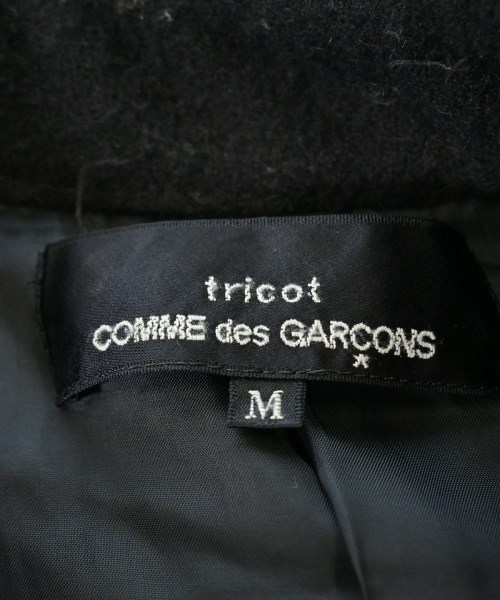 tricot
COMME des GARCONS
*
M